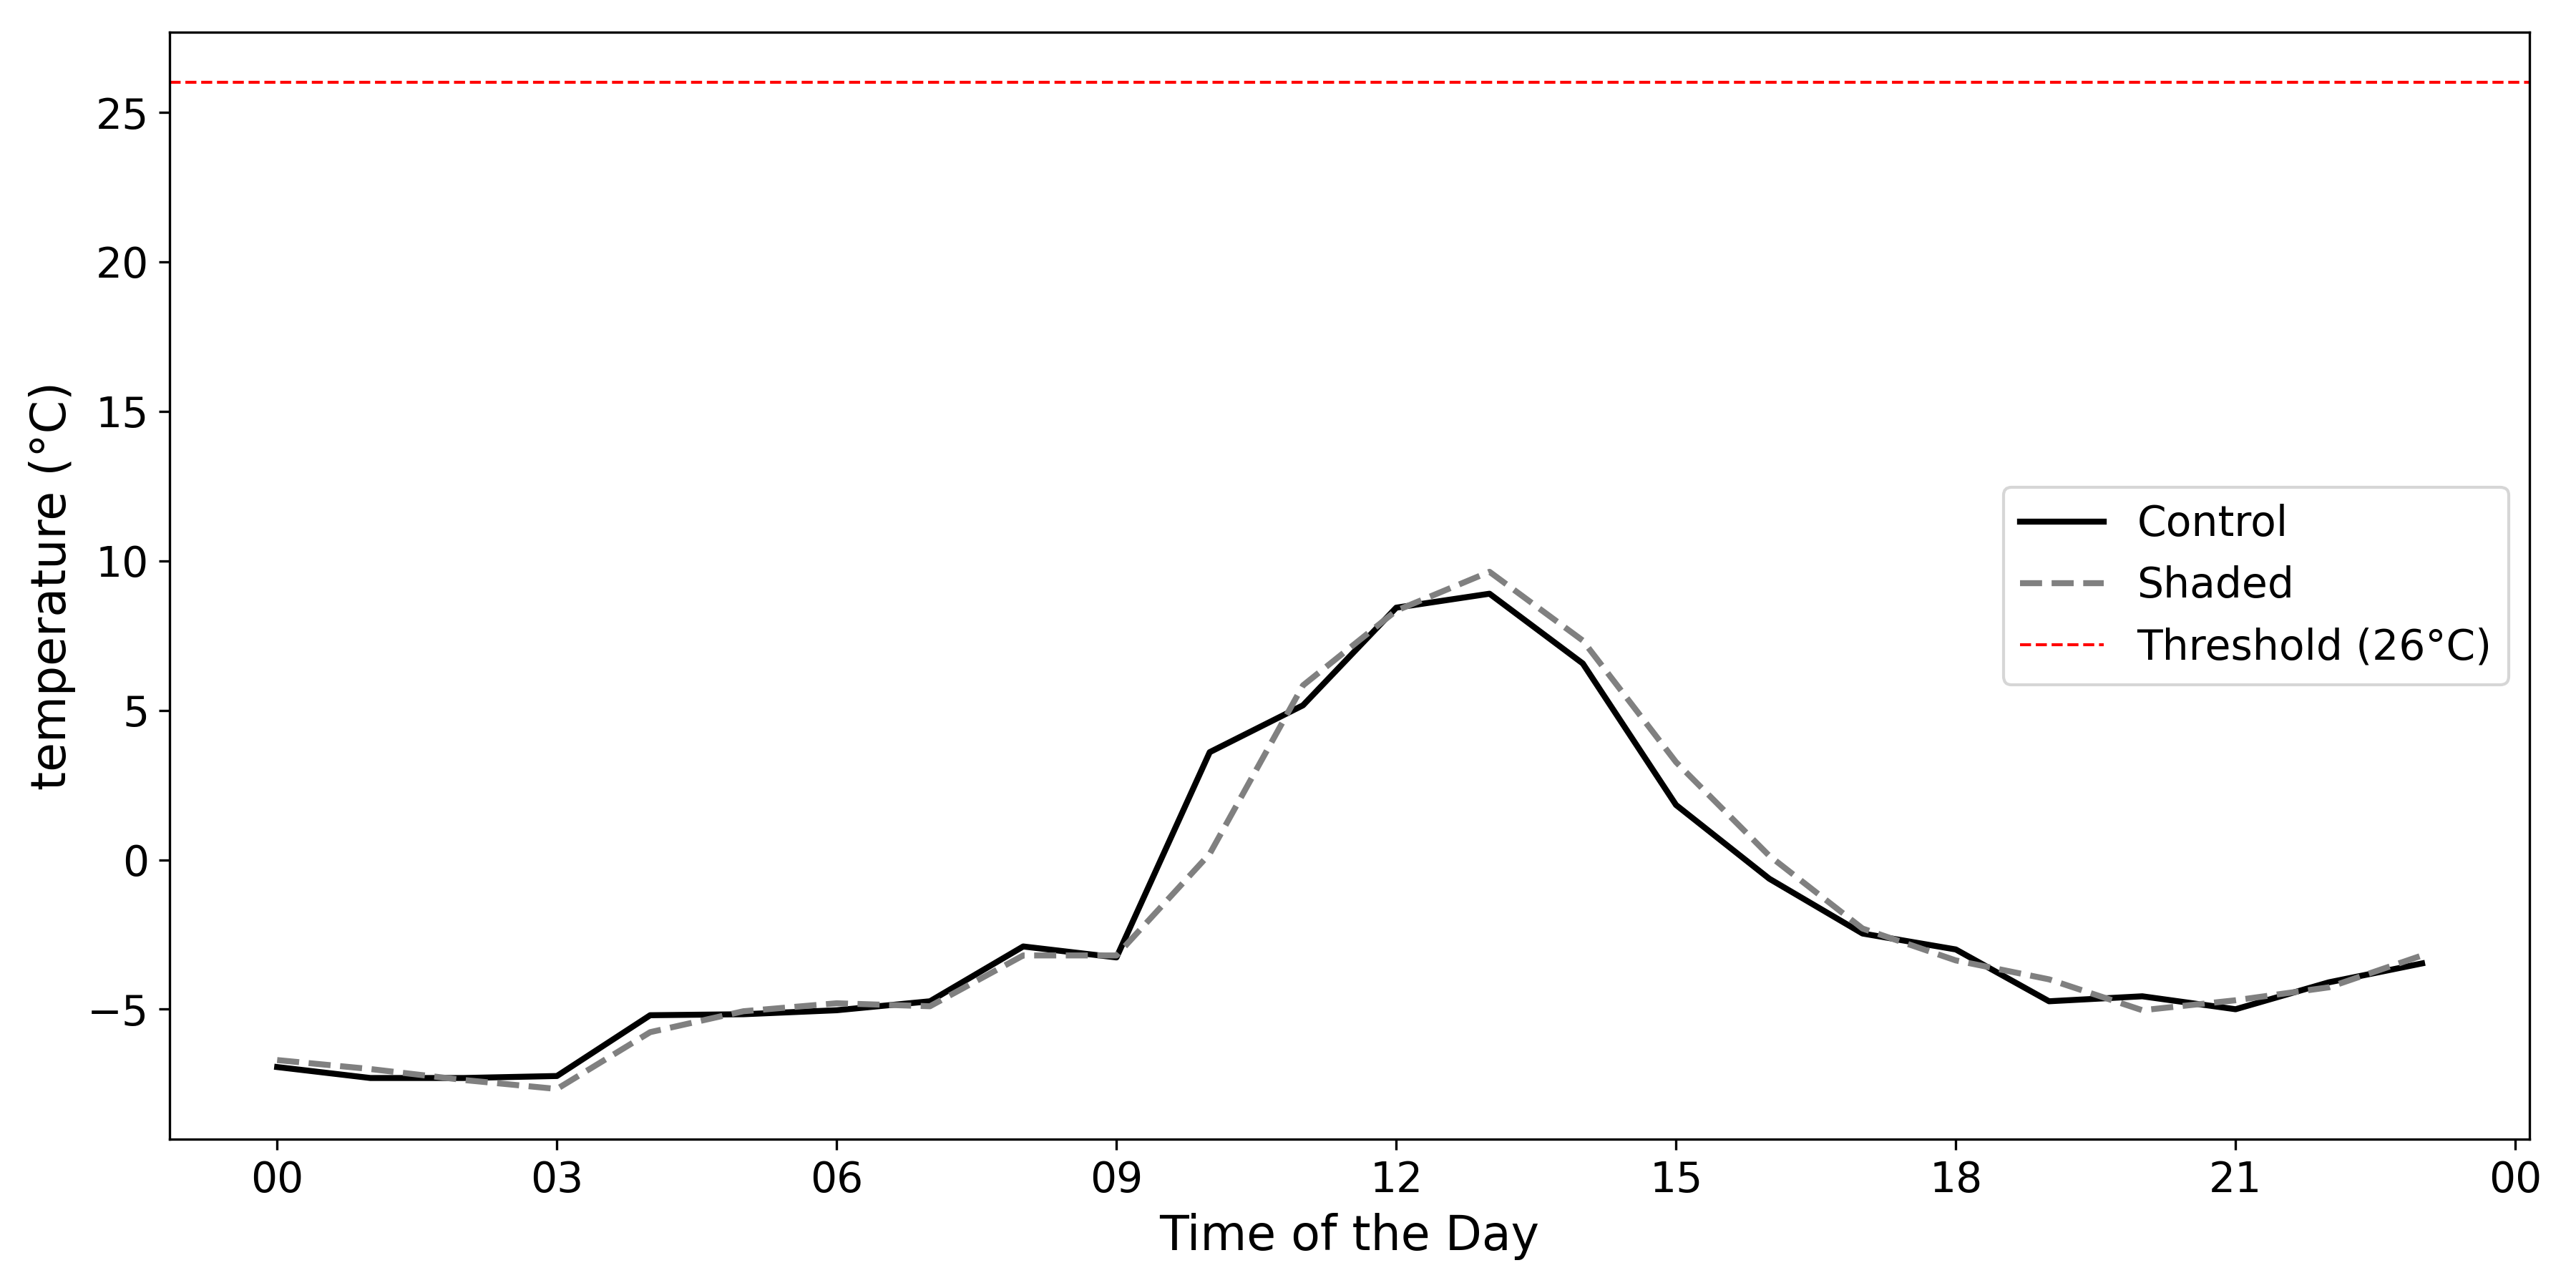 25
20
15
10
5
0
−5
temperature (°C)
Control
Shaded
Threshold (26°C)
00 03 06 09 12 15 18 21 00
Time of the Day